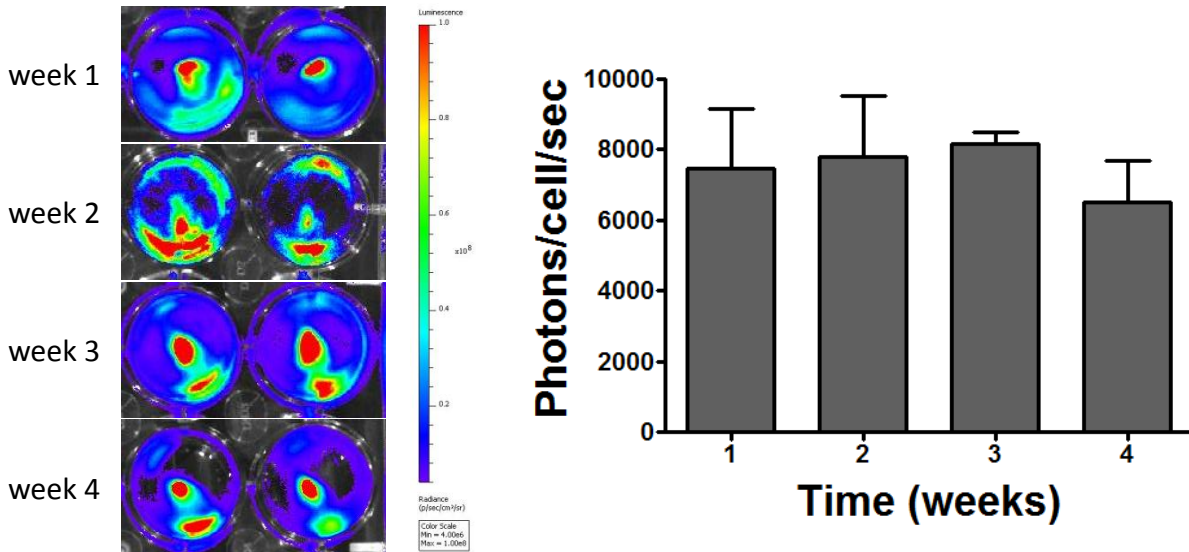 week 1
week 2
week 3
week 4
Luminescence
1.0
0.8
0.6
x10⁸
0.4
0.2
Radiance
(p/sec/cm²/sr)
Color Scale
Min = 4.00e6
Max = 1.00e8
Photons/cell/sec
10000
8000
6000
4000
2000
0
1 2 3 4
Time (weeks)